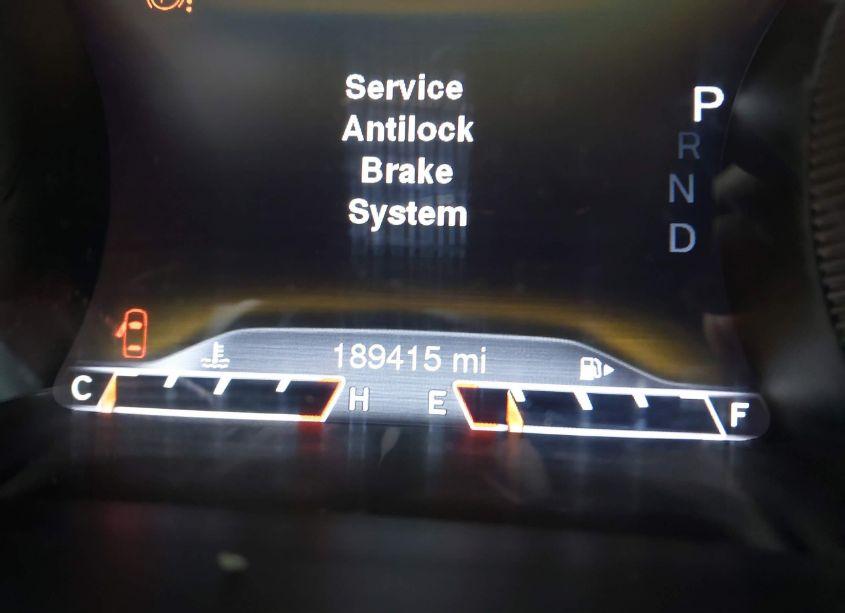 Service
Antilock
Brake
System
P
R
N
D
189415 mi
C
H
E
F